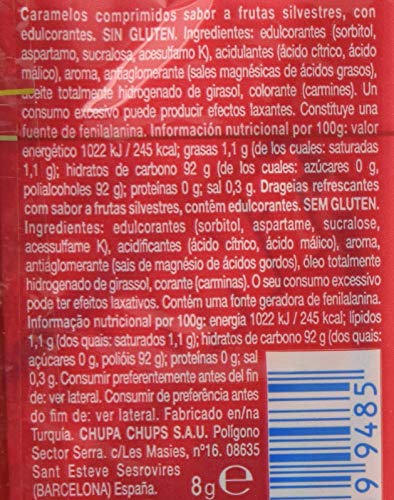 Caramelos comprimidos sabor a frutas silvestres, con
edulcorantes. SIN GLUTEN. Ingredientes: edulcorantes (sorbitol,
aspartamo, sucralosa, acesulfamo K), acidulantes (ácido cítrico, ácido
málico), aroma, antiaglomerante (sales magnésicas de ácidos grasos),
aceite totalmente hidrogenado de girasol, colorante (carmines). Un
consumo excesivo puede producir efectos laxantes. Constituye una
fuente de fenilalanina. Información nutricional por 100g: valor
energético 1022 kJ / 245 kcal; grasas 1,1 g (de los cuales: saturadas
1,1 g); hidratos de carbono 92 g (de los cuales: azúcares 0 g,
polialcoholes 92 g); proteínas 0 g; sal 0,3 g. Drageias refrescantes
com sabor a frutas silvestres, contêm edulcorantes. SEM GLUTEN.
Ingredientes: edulcorantes (sorbitol, aspartame, sucralose,
acessulfame K), acidificantes (ácido cítrico, ácido málico), aroma,
antiaglomerante (sais de magnésio de ácidos gordos), óleo totalmente
hidrogenado de girassol, corante (carminas). O seu consumo excessivo
pode ter efeitos laxativos. Contém uma fonte geradora de fenilalanina.
Informação nutricional por 100g: energia 1022 kJ / 245 kcal; lípidos
1,1 g (dos quais: saturados 1,1 g); hidratos de carbono 92 g (dos quais:
açúcares 0 g, polióis 92 g); proteínas 0 g; sal
0,3 g. Consumir preferentemente antes del fin
de: ver lateral. Consumir de preferência antes
do fim de: ver lateral. Fabricado en/na
Turquía. CHUPA CHUPS S.A.U. Polígono
Sector Serra. c/Les Masies, nº16. 08635
Sant Esteve Sesrovires
(BARCELONA) España. 8g e
9 9485